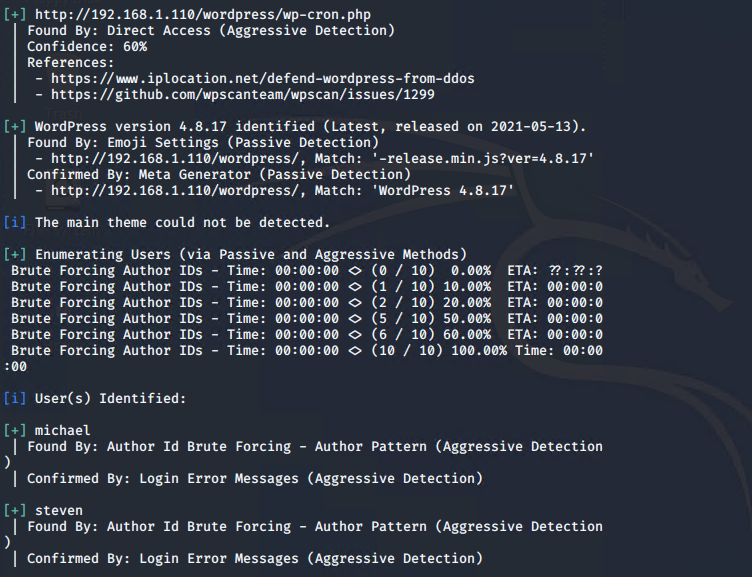 [+] http://192.168.1.110/wordpress/wp-cron.php
| Found By: Direct Access (Aggressive Detection)
| Confidence: 60%
| References:
|  - https://www.iplocation.net/defend-wordpress-from-ddos
|  - https://github.com/wpscanteam/wpscan/issues/1299
[+] WordPress version 4.8.17 identified (Latest, released on 2021-05-13).
| Found By: Emoji Settings (Passive Detection)
|  - http://192.168.1.110/wordpress/, Match: '-release.min.js?ver=4.8.17'
| Confirmed By: Meta Generator (Passive Detection)
|  - http://192.168.1.110/wordpress/, Match: 'WordPress 4.8.17'
[i] The main theme could not be detected.
[+] Enumerating Users (via Passive and Aggressive Methods)
Brute Forcing Author IDs - Time: 00:00:00 <> (0 / 10)  0.00%  ETA: ??:??:?
Brute Forcing Author IDs - Time: 00:00:00 <> (1 / 10) 10.00%  ETA: 00:00:0
Brute Forcing Author IDs - Time: 00:00:00 <> (2 / 10) 20.00%  ETA: 00:00:0
Brute Forcing Author IDs - Time: 00:00:00 <> (5 / 10) 50.00%  ETA: 00:00:0
Brute Forcing Author IDs - Time: 00:00:00 <> (6 / 10) 60.00%  ETA: 00:00:0
Brute Forcing Author IDs - Time: 00:00:00 <> (10 / 10) 100.00% Time: 00:00
:00
[i] User(s) Identified:
[+] michael
| Found By: Author Id Brute Forcing - Author Pattern (Aggressive Detection
)
| Confirmed By: Login Error Messages (Aggressive Detection)
[+] steven
| Found By: Author Id Brute Forcing - Author Pattern (Aggressive Detection
)
| Confirmed By: Login Error Messages (Aggressive Detection)